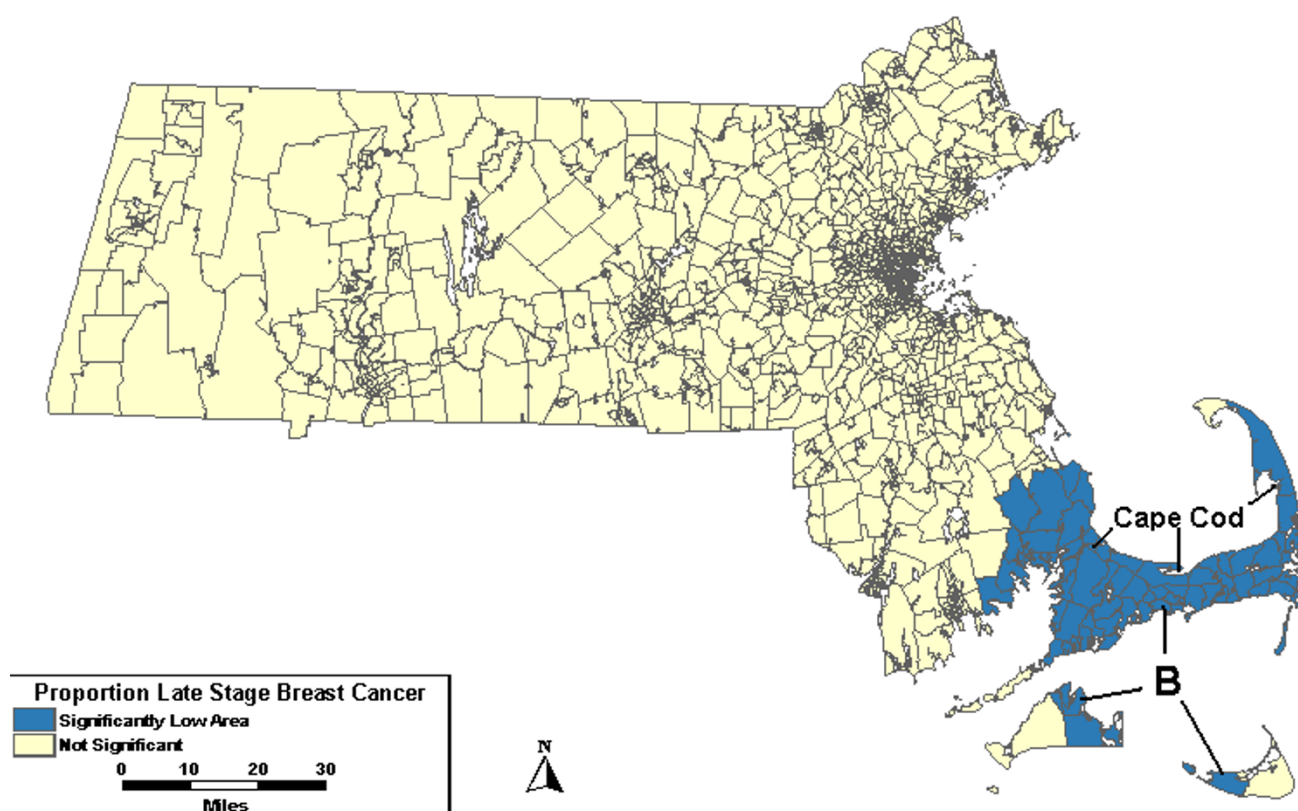 Cape Cod
B
Proportion Late Stage Breast Cancer
Significantly Low Area
Not Significant
0 10 20 30
Miles
N